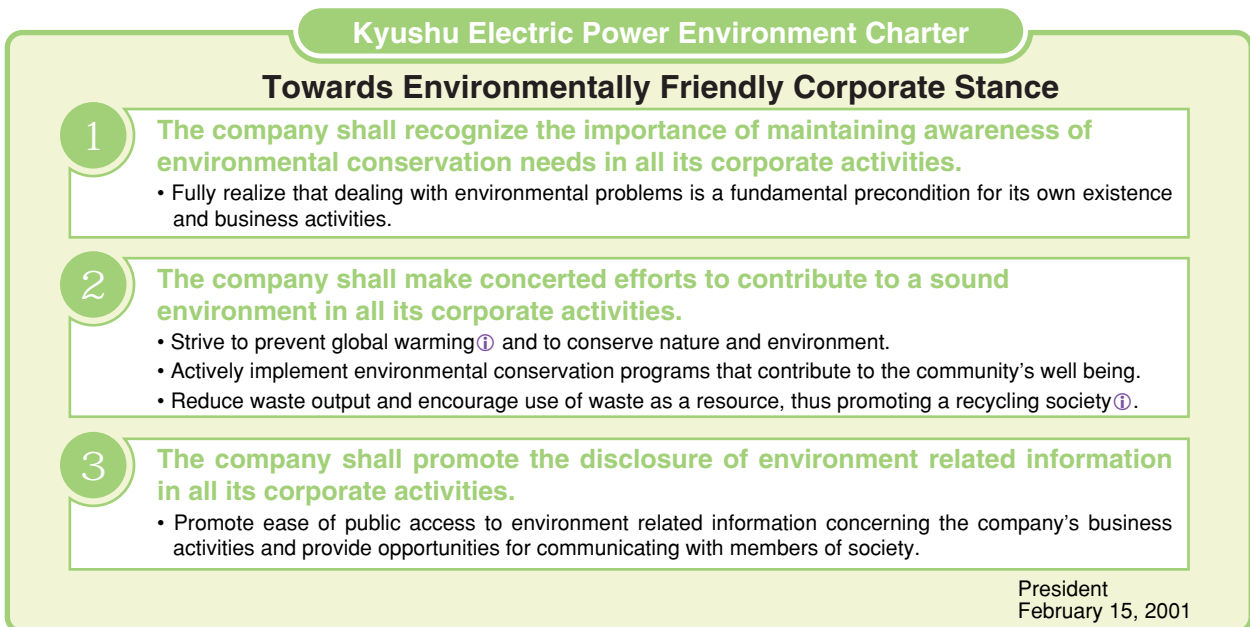 Kyushu Electric Power Environment Charter
Towards Environmentally Friendly Corporate Stance
1
The company shall recognize the importance of maintaining awareness of
environmental conservation needs in all its corporate activities.
• Fully realize that dealing with environmental problems is a fundamental precondition for its own existence
and business activities.
2
The company shall make concerted efforts to contribute to a sound
environment in all its corporate activities.
• Strive to prevent global warmingⓘ and to conserve nature and environment.
• Actively implement environmental conservation programs that contribute to the community's well being.
• Reduce waste output and encourage use of waste as a resource, thus promoting a recycling societyⓘ.
3
The company shall promote the disclosure of environment related information
in all its corporate activities.
• Promote ease of public access to environment related information concerning the company's business
activities and provide opportunities for communicating with members of society.
President
February 15, 2001